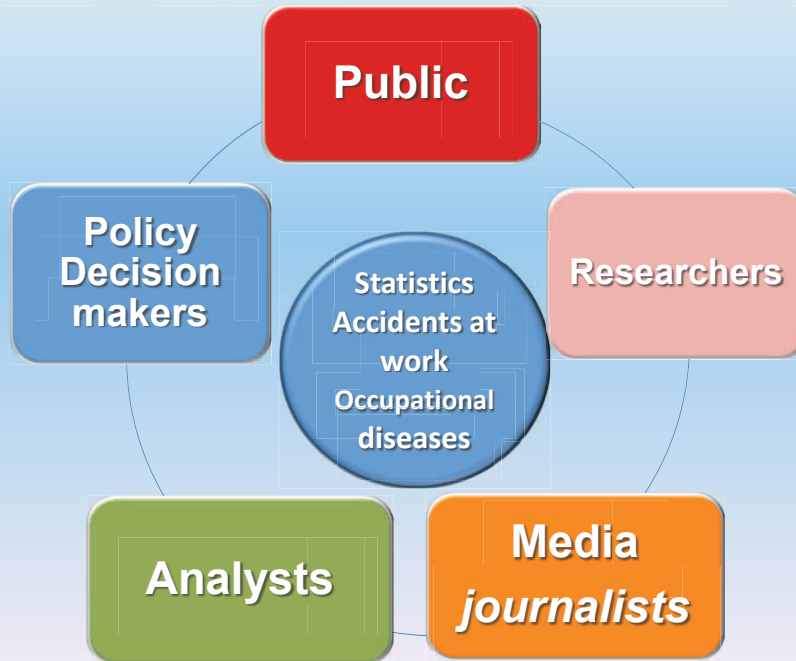 Public
Policy
Decision
makers
Researchers
Statistics
Accidents at
work
Occupational
diseases
Analysts
Media
journalists